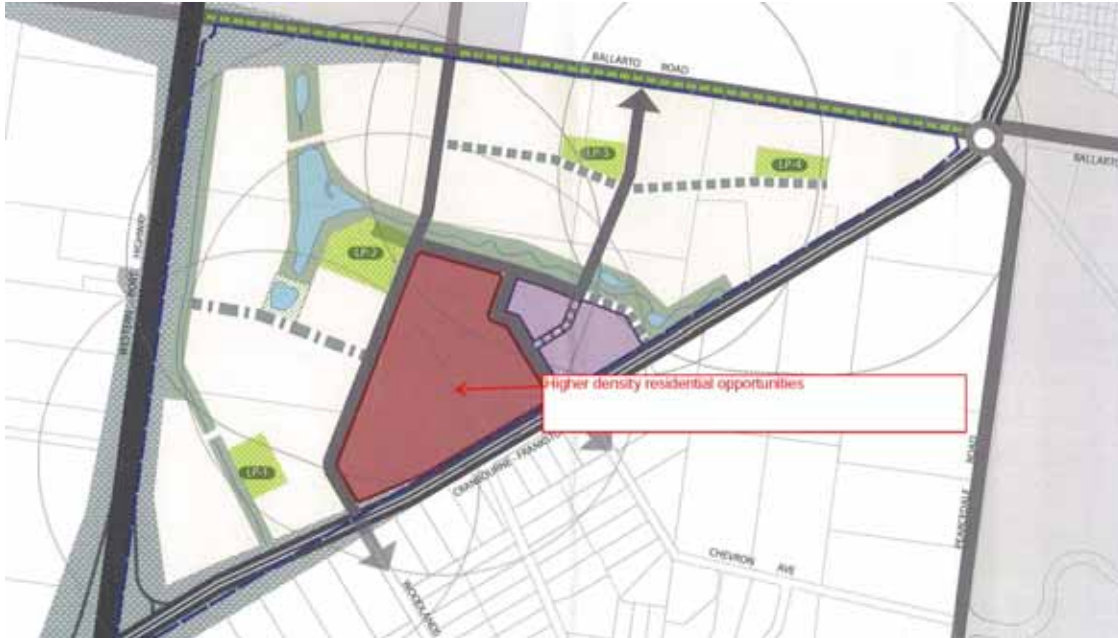 BALLARTO ROAD
LP-3
LP-4
BALLARTO
WESTERN PORT HIGHWAY
LP-2
Higher density residential opportunities
LP-1
CRANBOURNE - FRANKSTO
PEARCEDALE ROAD
CHEVRON AVE
WOODLANDS